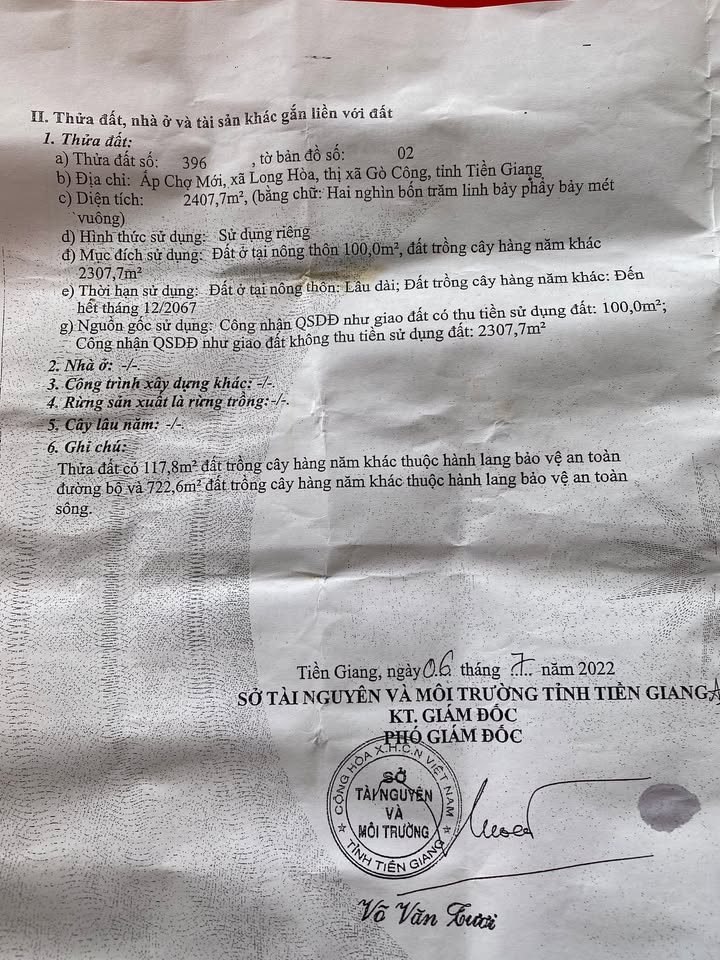 II. Thửa đất, nhà ở và tài sản khác gắn liền với đất
1. Thửa đất:
a) Thửa đất số: 396 , tờ bản đồ số: 02
b) Địa chỉ: Ấp Chợ Mới, xã Long Hòa, thị xã Gò Công, tỉnh Tiền Giang
c) Diện tích: 2407,7m², (bằng chữ: Hai nghìn bốn trăm linh bảy phẩy bảy mét
vuông)
d) Hình thức sử dụng: Sử dụng riêng
đ) Mục đích sử dụng: Đất ở tại nông thôn 100,0m², đất trồng cây hàng năm khác
2307,7m²
e) Thời hạn sử dụng: Đất ở tại nông thôn: Lâu dài; Đất trồng cây hàng năm khác: Đến
hết tháng 12/2067
g) Nguồn gốc sử dụng: Công nhận QSDĐ như giao đất có thu tiền sử dụng đất: 100,0m²;
Công nhận QSDĐ như giao đất không thu tiền sử dụng đất: 2307,7m²
2. Nhà ở: -/-.
3. Công trình xây dựng khác: -/-.
4. Rừng sản xuất là rừng trồng: -/-.
5. Cây lâu năm: -/-.
6. Ghi chú:
Thửa đất có 117,8m² đất trồng cây hàng năm khác thuộc hành lang bảo vệ an toàn
đường bộ và 722,6m² đất trồng cây hàng năm khác thuộc hành lang bảo vệ an toàn
sông.
Tiền Giang, ngày 06 tháng 7 năm 2022
SỞ TÀI NGUYÊN VÀ MÔI TRƯỜNG TỈNH TIỀN GIANG
KT. GIÁM ĐỐC
PHÓ GIÁM ĐỐC
CỘNG HÒA X.H.C.N VIỆT NAM
SỞ
TÀI NGUYÊN
VÀ
MÔI TRƯỜNG
TỈNH TIỀN GIANG
Võ Văn Tươi